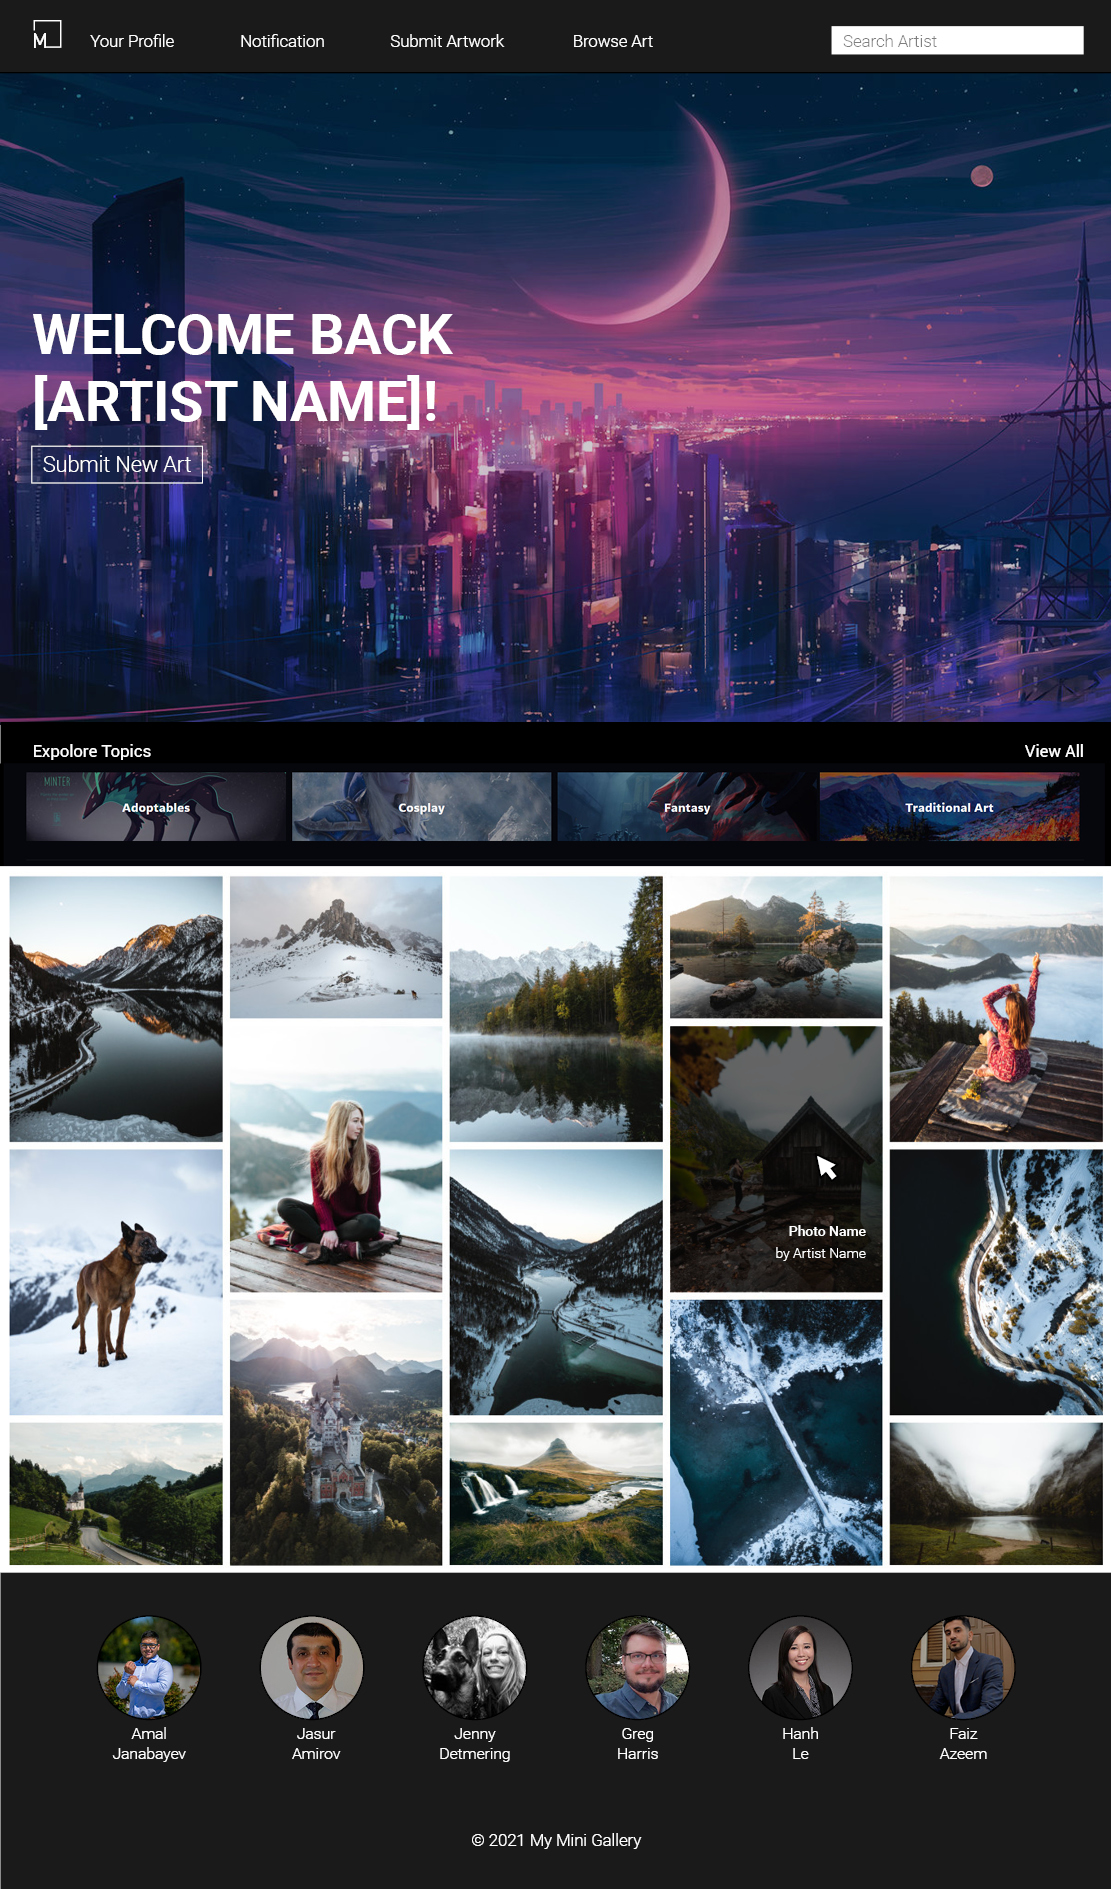 M
Your Profile
Notification
Submit Artwork
Browse Art
Search Artist
WELCOME BACK
[ARTIST NAME]!
Submit New Art
Expolore Topics
View All
MINTER
Adoptables
Cosplay
Fantasy
Traditional Art
Photo Name
by Artist Name
Amal
Janabayev
Jasur
Amirov
Jenny
Detmering
Greg
Harris
Hanh
Le
Faiz
Azeem
© 2021 My Mini Gallery